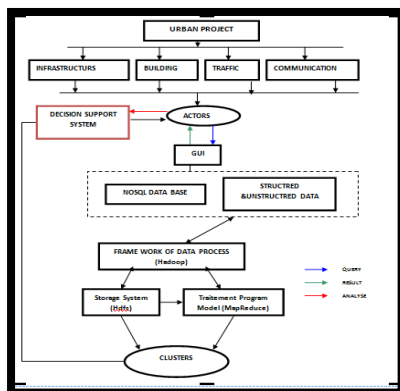 URBAN PROJECT
INFRASTRUCTURS
BUILDING
TRAFFIC
COMMUNICATION
DECISION SUPPORT
SYSTEM
ACTORS
GUI
NOSQL DATA BASE
STRUCTRED
&UNSTRUCTRED DATA
FRAME WORK OF DATA PROCESS
(Hadoop)
QUERY
RESULT
ANALYSE
Storage System
(Hdfs)
Traitement Program
Model (MapReduce)
CLUSTERS